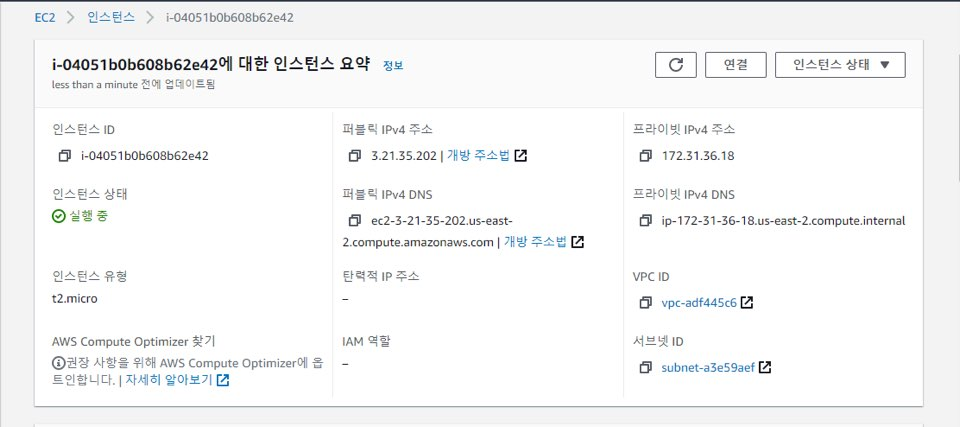 EC2 > 인스턴스 > i-04051b0b608b62e42
i-04051b0b608b62e42에 대한 인스턴스 요약 정보
less than a minute 전에 업데이트됨
연결
인스턴스 상태 ▼
인스턴스 ID
i-04051b0b608b62e42
퍼블릭 IPv4 주소
3.21.35.202 | 개방 주소법
프라이빗 IPv4 주소
172.31.36.18
인스턴스 상태
실행 중
퍼블릭 IPv4 DNS
ec2-3-21-35-202.us-east-
2.compute.amazonaws.com | 개방 주소법
프라이빗 IPv4 DNS
ip-172-31-36-18.us-east-2.compute.internal
인스턴스 유형
t2.micro
탄력적 IP 주소
–
VPC ID
vpc-adf445c6
AWS Compute Optimizer 찾기
권장 사항을 위해 AWS Compute Optimizer에 옵
트인합니다. | 자세히 알아보기
IAM 역할
–
서브넷 ID
subnet-a3e59aef